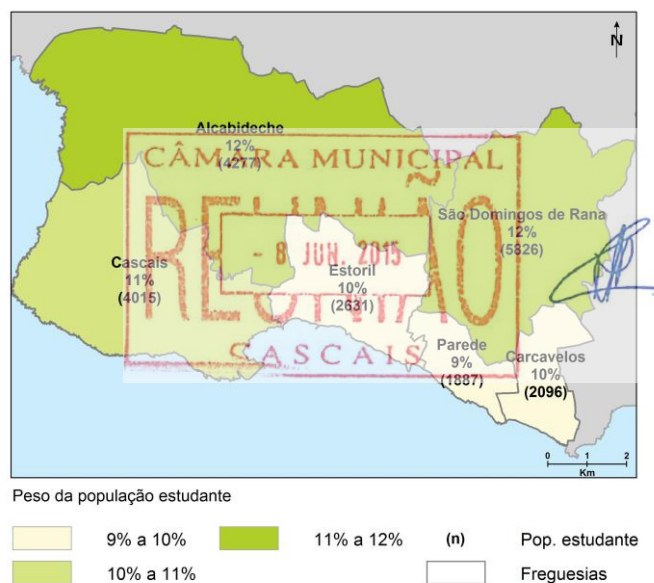 N
Alcabideche
12%
(4277)
CÂMARA MUNICIPAL
REUNIÃO
São Domingos de Rana
12%
(5826)
- 8 JUN. 2015
Cascais
11%
(4015)
Estoril
10%
(2631)
CASCAIS
Parede
9%
(1887)
Carcavelos
10%
(2096)
0 1 2
Km
Peso da população estudante
9% a 10% 11% a 12% (n) Pop. estudante
10% a 11% Freguesias